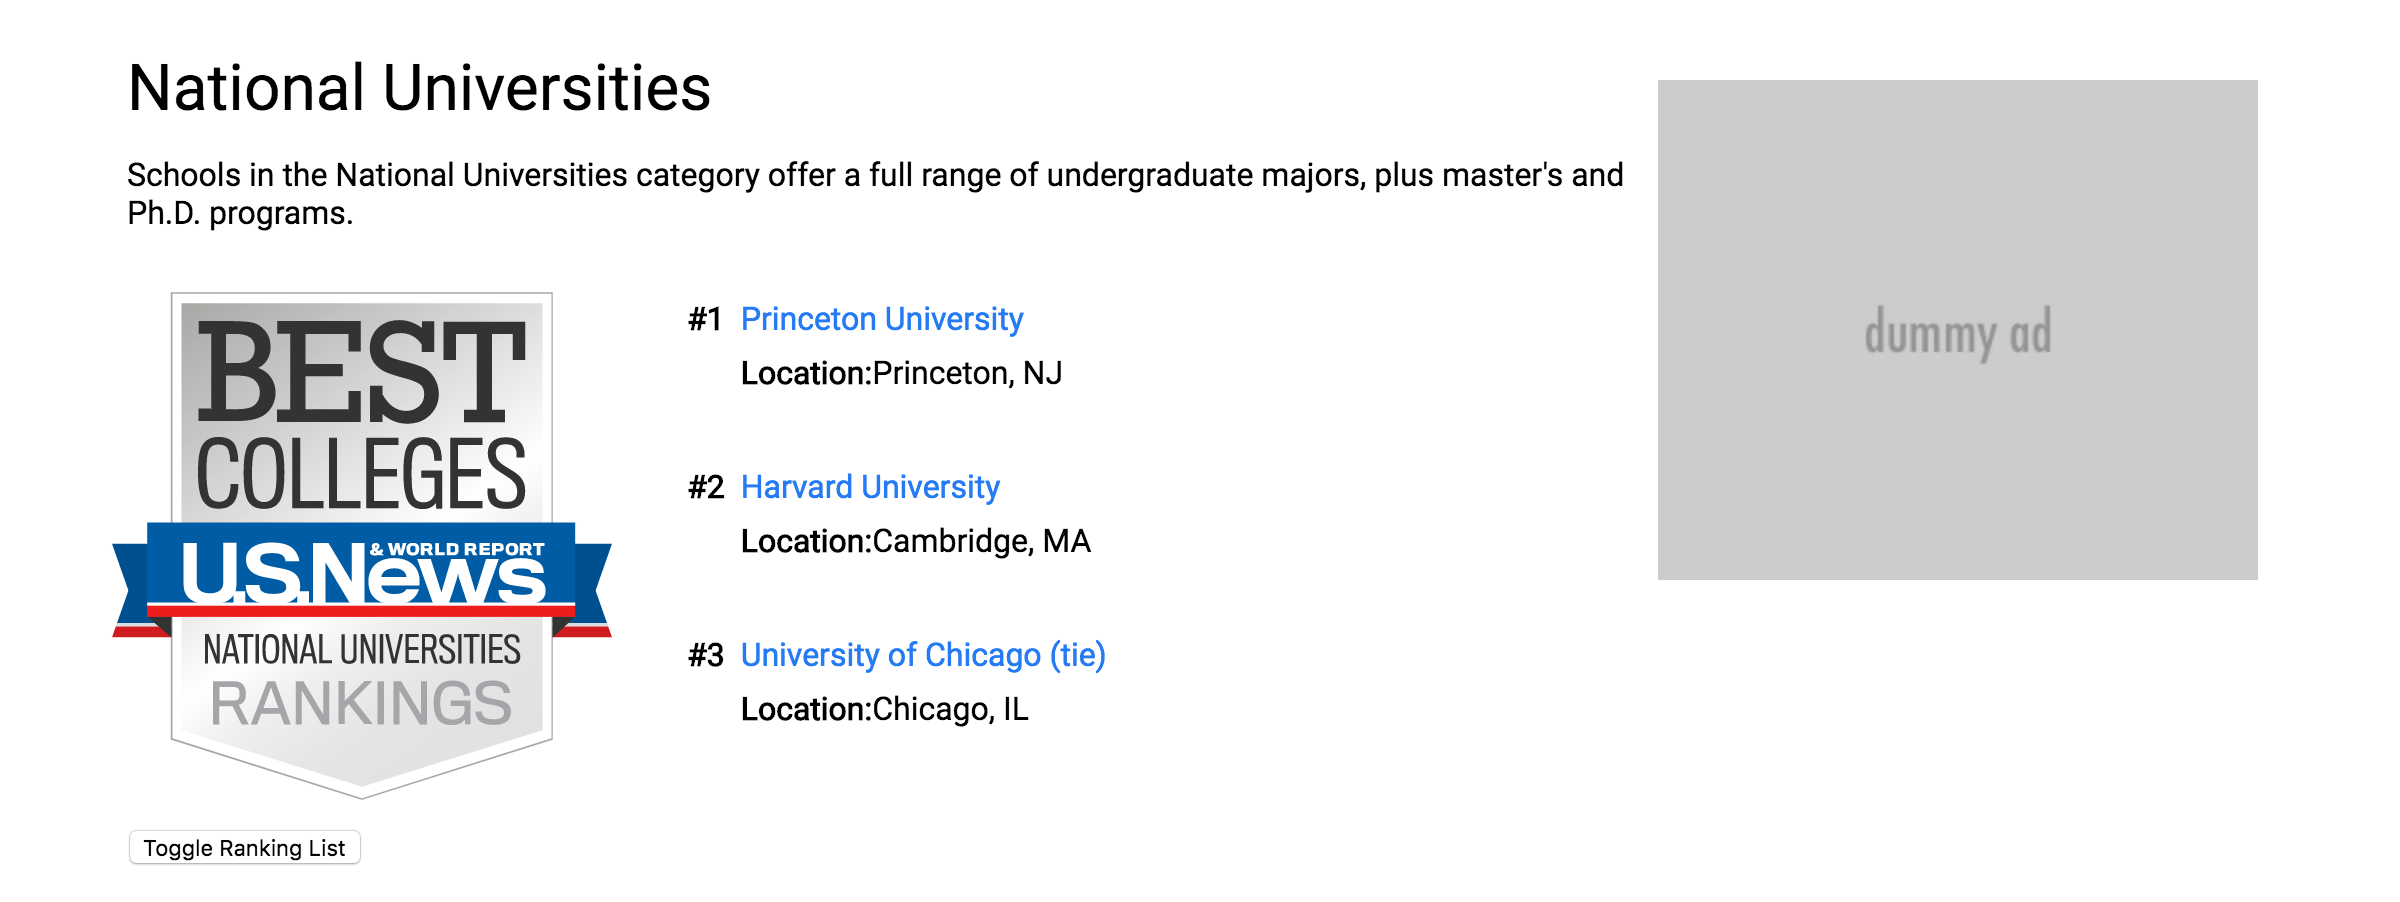 National Universities
Schools in the National Universities category offer a full range of undergraduate majors, plus master's and
Ph.D. programs.
BEST
COLLEGES
U.S.News
& WORLD REPORT
NATIONAL UNIVERSITIES
RANKINGS
#1 Princeton University
Location:Princeton, NJ
#2 Harvard University
Location:Cambridge, MA
#3 University of Chicago (tie)
Location:Chicago, IL
dummy ad
Toggle Ranking List